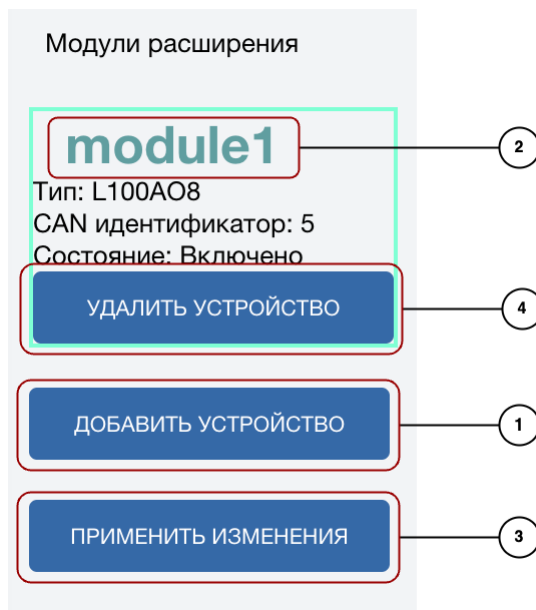 Модули расширения
module1
2
Тип: L100AO8
CAN идентификатор: 5
Состояние: Включено
УДАЛИТЬ УСТРОЙСТВО
4
ДОБАВИТЬ УСТРОЙСТВО
1
ПРИМЕНИТЬ ИЗМЕНЕНИЯ
3